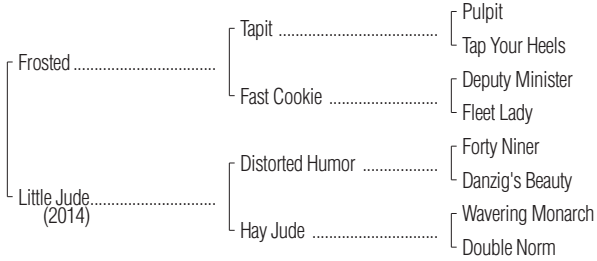 Pulpit
Tapit ................................................
Tap Your Heels
Frosted ..........................................
Deputy Minister
Fast Cookie ................................
Fleet Lady
Forty Niner
Distorted Humor ......................
Danzig's Beauty
Little Jude.....................................
(2014)
Wavering Monarch
Hay Jude .....................................
Double Norm